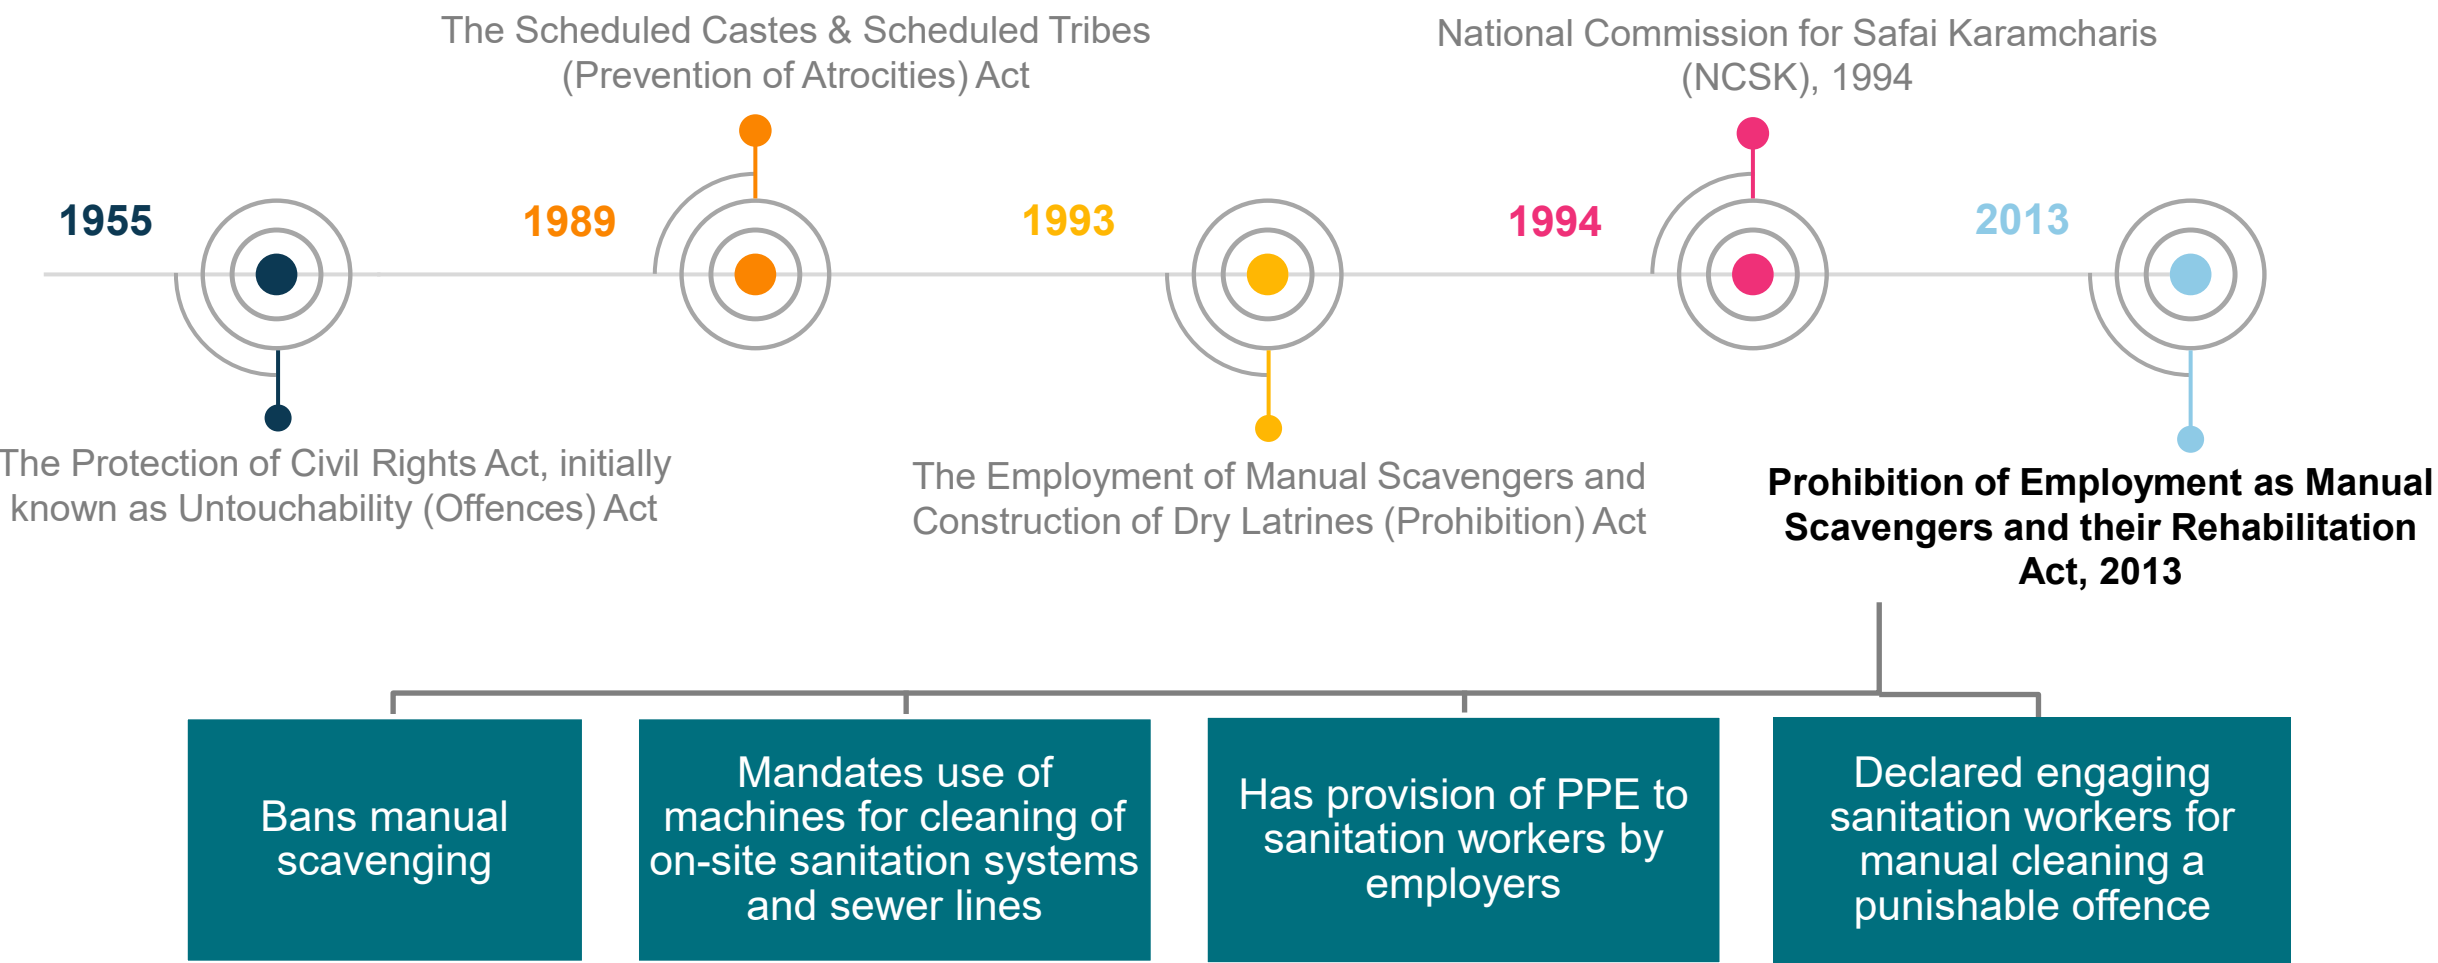 The Scheduled Castes & Scheduled Tribes
(Prevention of Atrocities) Act
National Commission for Safai Karamcharis
(NCSK), 1994
1955
1989
1993
1994
2013
The Protection of Civil Rights Act, initially
known as Untouchability (Offences) Act
The Employment of Manual Scavengers and
Construction of Dry Latrines (Prohibition) Act
Prohibition of Employment as Manual
Scavengers and their Rehabilitation
Act, 2013
Bans manual
scavenging
Mandates use of
machines for cleaning of
on-site sanitation systems
and sewer lines
Has provision of PPE to
sanitation workers by
employers
Declared engaging
sanitation workers for
manual cleaning a
punishable offence